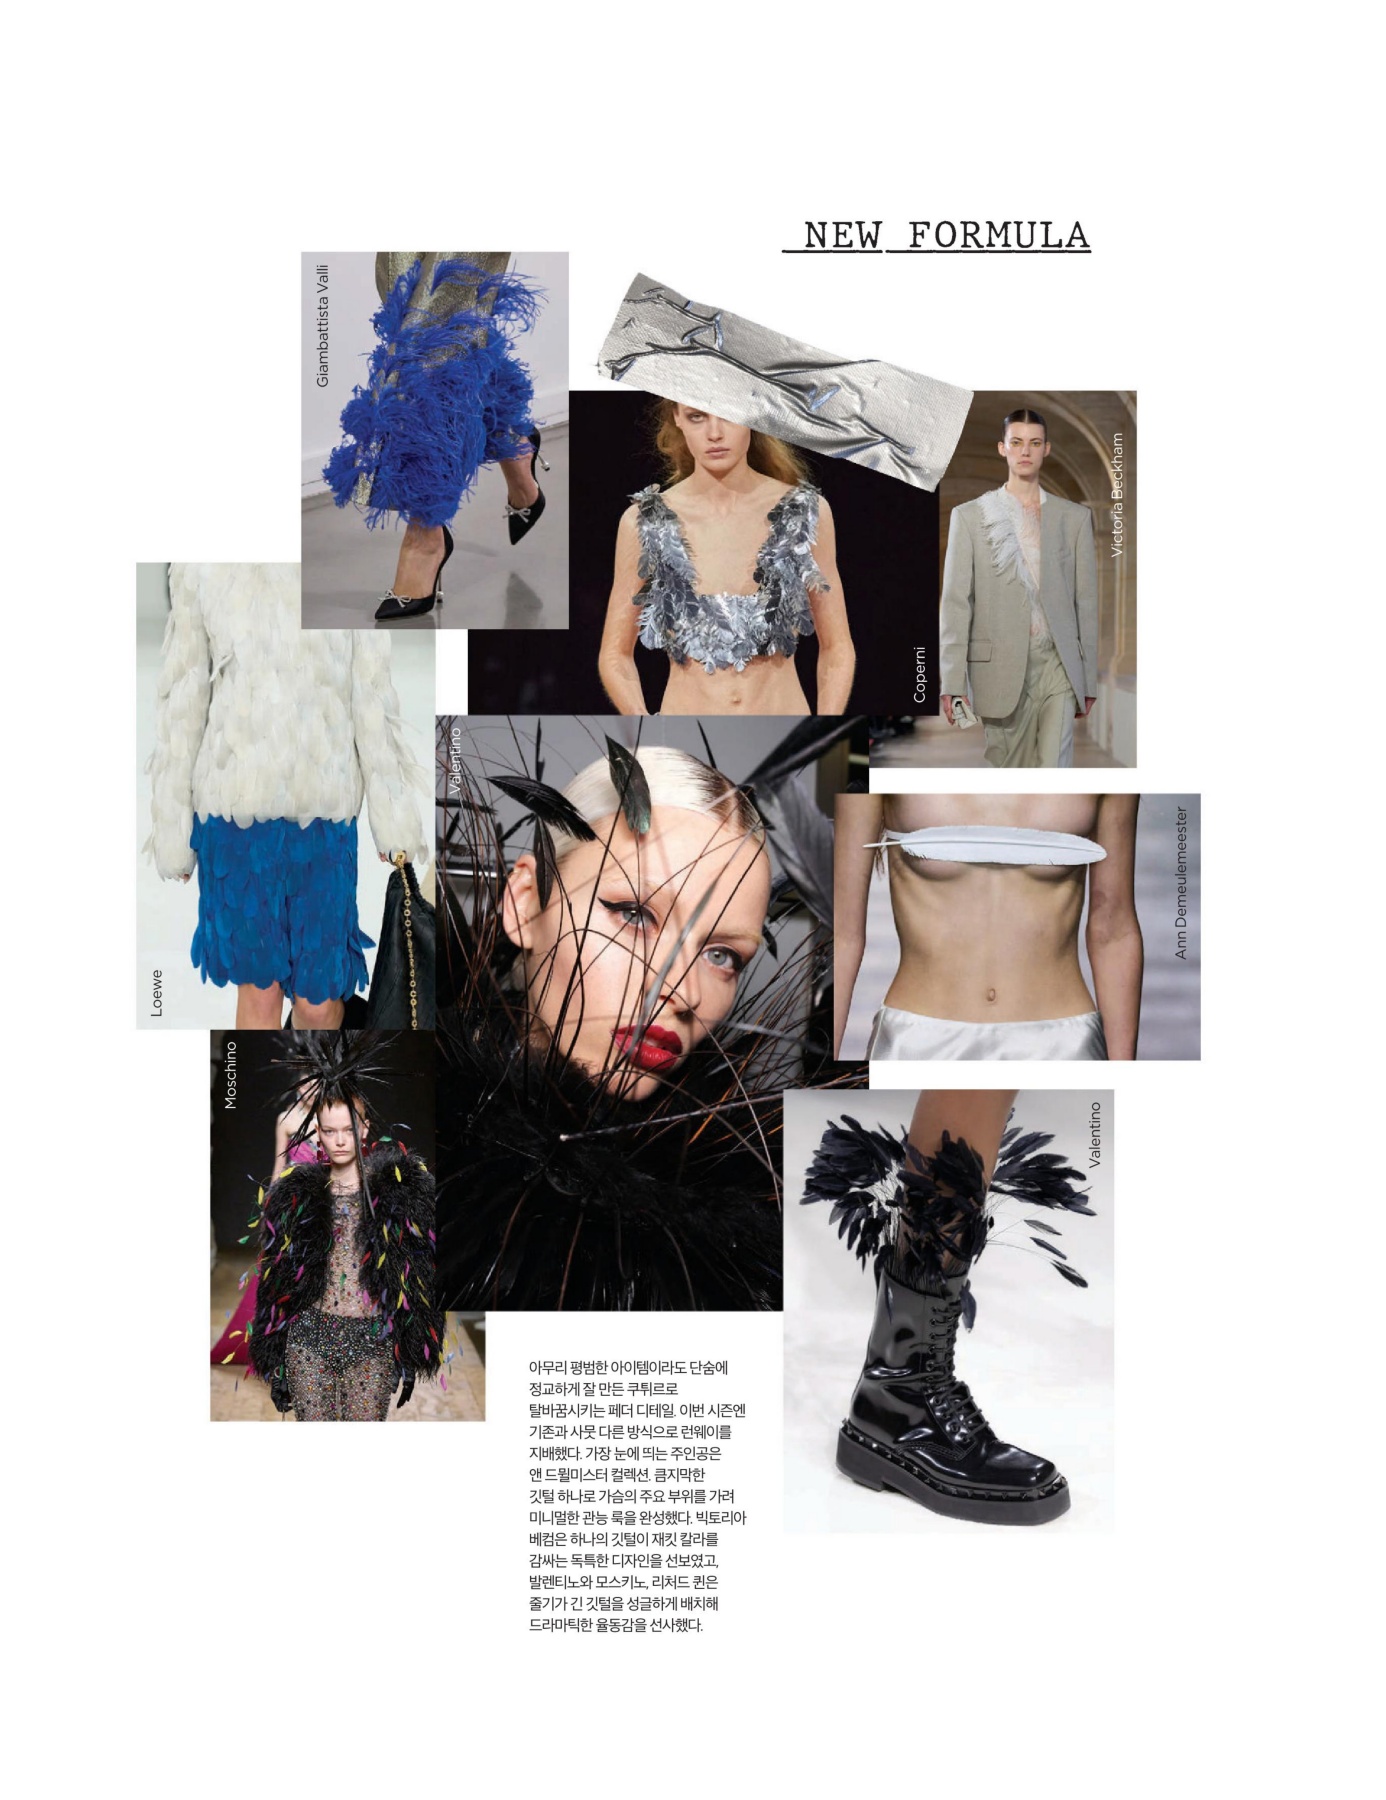 NEW FORMULA
Giambattista Valli
Victoria Beckham
Coperni
Loewe
Valentino
Ann Demeulemeester
Moschino
Valentino
아무리 평범한 아이템이라도 단숨에
정교하게 잘 만든 쿠튀르로
탈바꿈시키는 페더 디테일. 이번 시즌엔
기존과 사뭇 다른 방식으로 런웨이를
지배했다. 가장 눈에 띄는 주인공은
앤 드뮐미스터 컬렉션. 큼지막한
깃털 하나로 가슴의 주요 부위를 가려
미니멀한 관능 룩을 완성했다. 빅토리아
베컴은 하나의 깃털이 재킷 칼라를
감싸는 독특한 디자인을 선보였고,
발렌티노와 모스키노, 리처드 퀸은
줄기가 긴 깃털을 성글하게 배치해
드라마틱한 율동감을 선사했다.